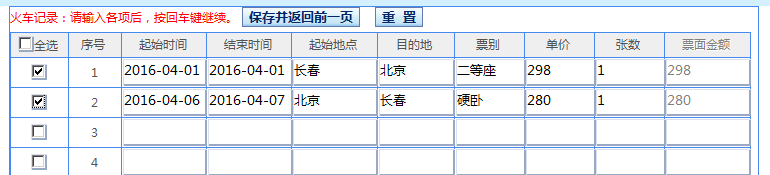 火车记录：请输入各项后，按回车键继续。 保存并返回前一页 重 置
全选 序号 起始时间 结束时间 起始地点 目的地 票别 单价 张数 票面金额
1 2016-04-01 2016-04-01 长春 北京 二等座 298 1 298
2 2016-04-06 2016-04-07 北京 长春 硬卧 280 1 280
3
4